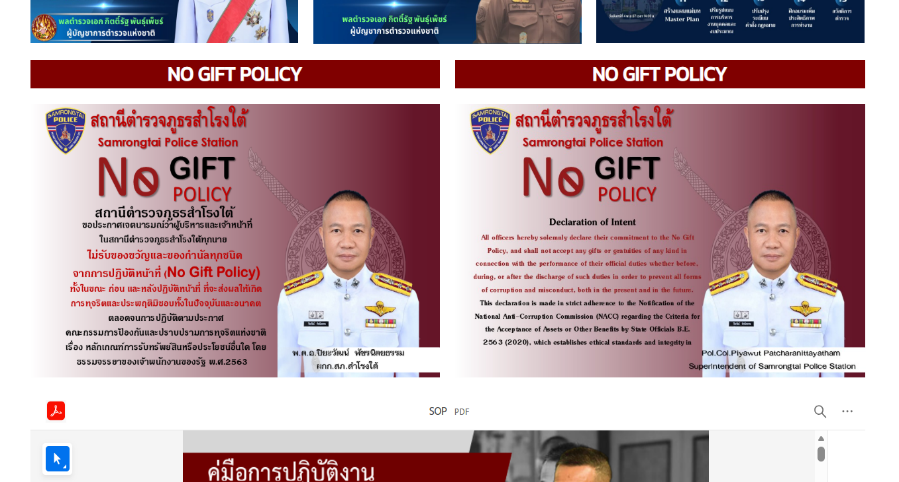 พลตำรวจเอก กิตติ์รัฐ พันธุ์เพ็ชร์
ผู้บัญชาการตำรวจแห่งชาติ
พลตำรวจเอก กิตติ์รัฐ พันธุ์เพ็ชร์
ผู้บัญชาการตำรวจแห่งชาติ
Master Plan
NO GIFT POLICY
NO GIFT POLICY
SAMRONGTAI
POLICE
สถานีตำรวจภูธรสำโรงใต้
Samrongtai Police Station
No GIFT
POLICY
สถานีตำรวจภูธรสำโรงใต้
ขอประกาศเจตนารมณ์ว่าผู้บริหารและเจ้าหน้าที่
ในสถานีตำรวจภูธรสำโรงใต้ทุกนาย
ไม่รับของขวัญและของกำนัลทุกชนิด
จากการปฏิบัติหน้าที่ (No Gift Policy)
ทั้งในขณะ ก่อน และหลังปฏิบัติหน้าที่ ที่จะส่งผลให้เกิด
การทุจริตและประพฤติมิชอบทั้งในปัจจุบันและอนาคต
ตลอดจนการปฏิบัติตามประกาศ
คณะกรรมการป้องกันและปราบปรามการทุจริตแห่งชาติ
เรื่อง หลักเกณฑ์การรับทรัพย์สินหรือประโยชน์อื่นใด โดย
ธรรมจรรยาของเจ้าพนักงานของรัฐ พ.ศ.2563
พ.ต.อ.ปิยะวัฒน์ พัชรนิตยธรรม
ผกก.สภ.สำโรงใต้
SAMRONGTAI
POLICE
สถานีตำรวจภูธรสำโรงใต้
Samrongtai Police Station
No GIFT
POLICY
Declaration of Intent
All officers hereby solemnly declare their commitment to the No Gift
Policy, and shall not accept any gifts or gratuities of any kind in
connection with the performance of their official duties whether before,
during, or after the discharge of such duties in order to prevent all forms
of corruption and misconduct, both in the present and in the future.
This declaration is made in strict adherence to the Notification of the
National Anti-Corruption Commission (NACC) regarding the Criteria for
the Acceptance of Assets or Other Benefits by State Officials B.E.
2563 (2020), which establishes ethical standards and integrity in
Pol.Col.Piyawut Patcharanittayatham
Superintendent of Samrongtai Police Station
SOP PDF
คู่มือการปฏิบัติงาน